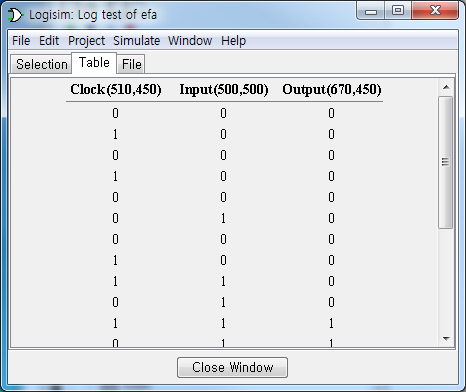 Logisim: Log test of efa
File Edit Project Simulate Window Help
Selection Table File
Clock(510,450) Input(500,500) Output(670,450)
0 0 0
1 0 0
0 0 0
1 0 0
0 0 0
0 1 0
0 0 0
1 0 0
1 1 0
0 1 0
1 1 1
0 1 1
Close Window